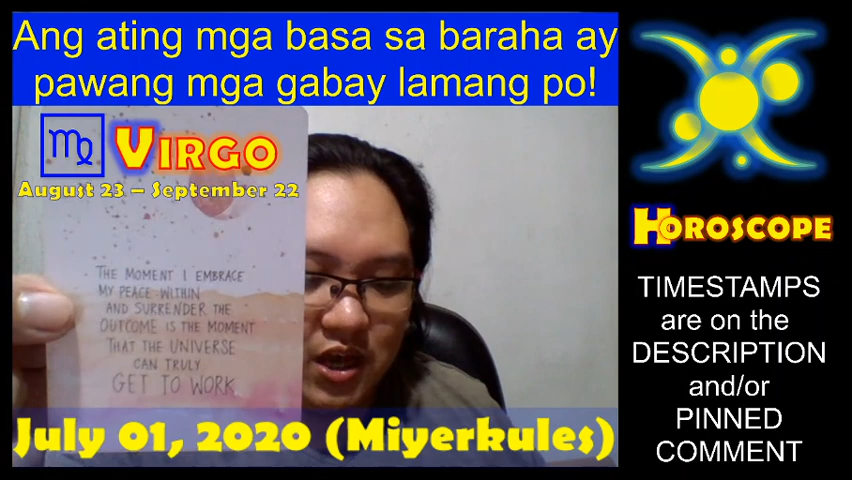 Ang ating mga basa sa baraha ay
pawang mga gabay lamang po!
♍ VIRGO
August 23 – September 22
THE MOMENT I EMBRACE
MY PEACE WITHIN
AND SURRENDER THE
OUTCOME IS THE MOMENT
THAT THE UNIVERSE
CAN TRULY
GET TO WORK
July 01, 2020 (Miyerkules)
HOROSCOPE
TIMESTAMPS
are on the
DESCRIPTION
and/or
PINNED
COMMENT